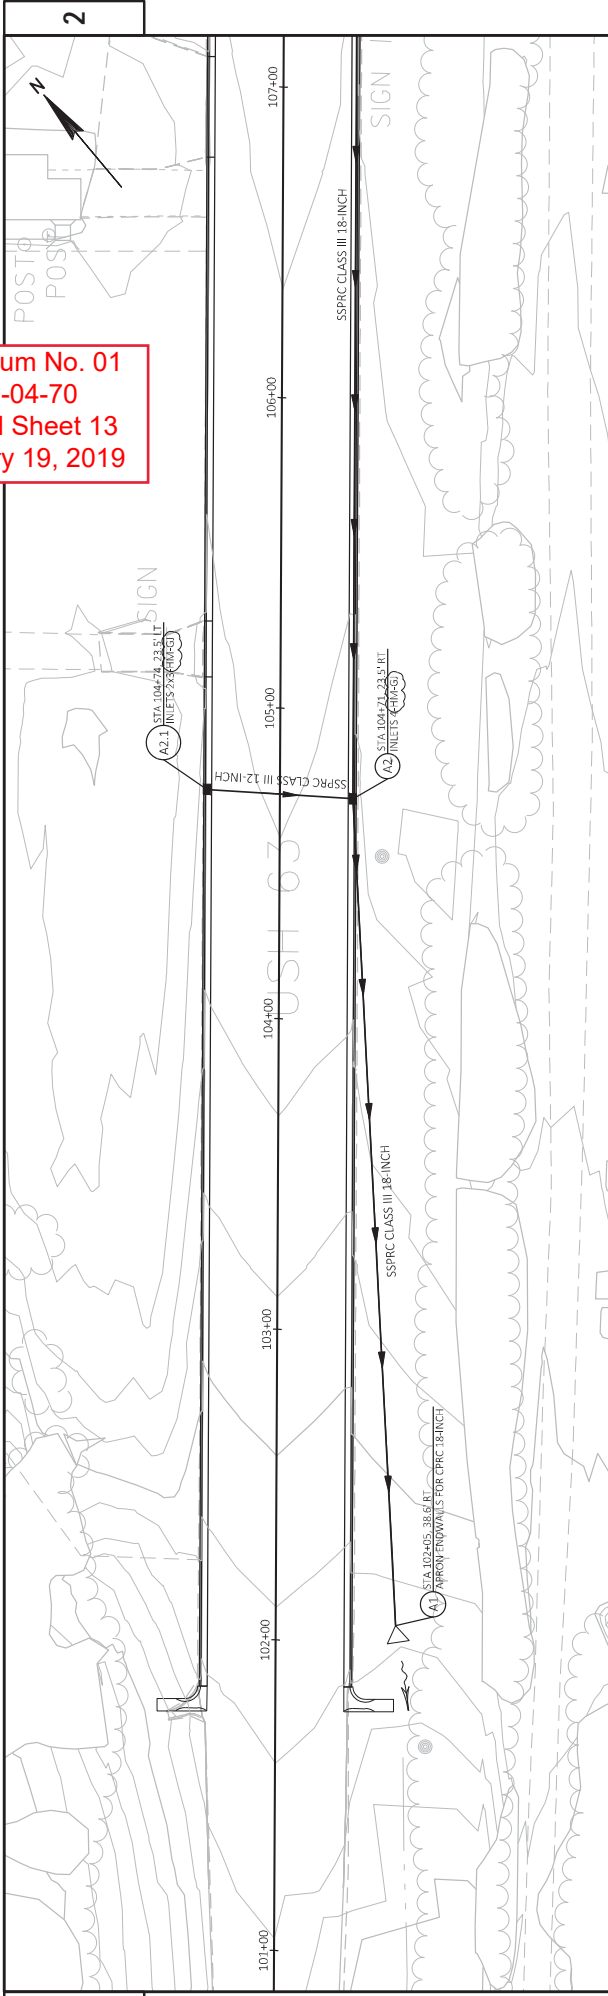 2
N
107+00
SIGN
POST
POST
SSPRC CLASS III 18-INCH
um No. 01
-04-70
l Sheet 13
ry 19, 2019
106+00
SIGN
A2.1
STA 104+74, 23.5' LT
INLETS 2x3-HM-GJ
105+00
A2
STA 104+71, 23.5' RT
INLETS 4-HM-GJ
SSPRC CLASS III 12-INCH
USH 63
104+00
SSPRC CLASS III 18-INCH
103+00
A1
STA 102+05, 38.6' RT
APRON ENDWALLS FOR CPRC 18-INCH
102+00
101+00